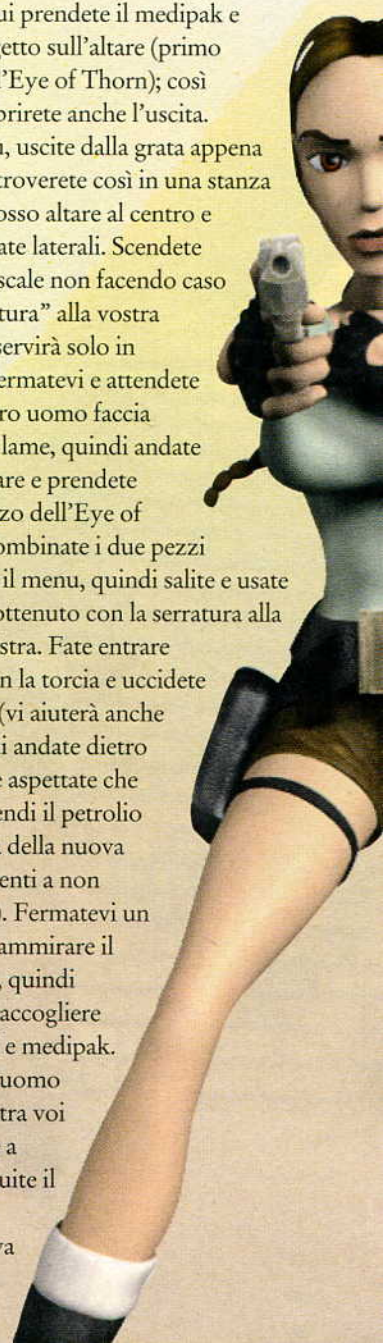 ui prendete il medipak e
getto sull'altare (primo
l'Eye of Thorn); così
prirete anche l'uscita.
, uscite dalla grata appena
troverete così in una stanza
osso altare al centro e
ate laterali. Scendete
scale non facendo caso
tura” alla vostra
servirà solo in
ermatevi e attendete
ro uomo faccia
lame, quindi andate
are e prendete
zo dell'Eye of
ombinate i due pezzi
il menu, quindi salite e usate
ottenuto con la serratura alla
stra. Fate entrare
n la torcia e uccidete
(vi aiuterà anche
i andate dietro
e aspettate che
endi il petrolio
della nuova
enti a non
). Fermatevi un
ammirare il
, quindi
accogliere
e medipak.
uomo
tra voi
a
uite il
va